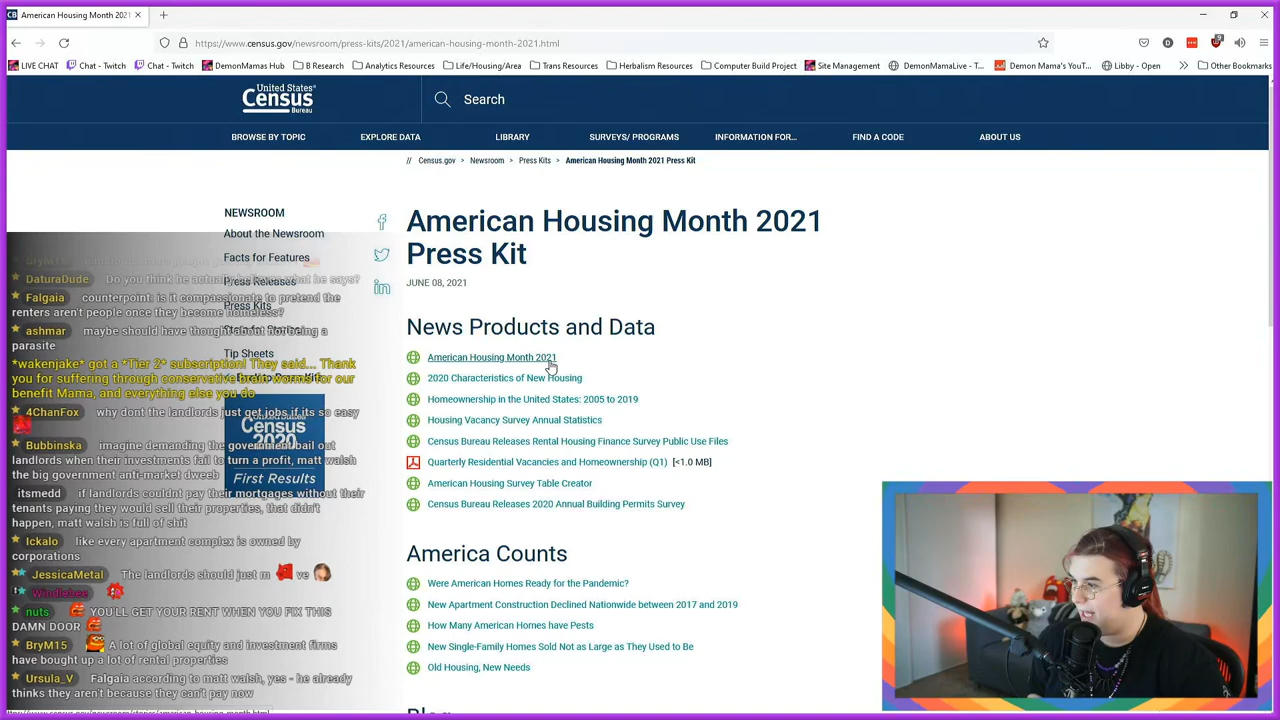 American Housing Month 2021
https://www.census.gov/newsroom/press-kits/2021/american-housing-month-2021.html
LIVE CHAT
Chat - Twitch
Chat - Twitch
DemonMamas Hub
B Research
Analytics Resources
Life/Housing/Area
Trans Resources
Herbalism Resources
Computer Build Project
Site Management
DemonMamaLive - T...
Demon Mama's YouT...
Libby - Open
Other Bookmarks
United States®
Census
Bureau
Search
BROWSE BY TOPIC
EXPLORE DATA
LIBRARY
SURVEYS/ PROGRAMS
INFORMATION FOR...
FIND A CODE
ABOUT US
// Census.gov > Newsroom > Press Kits > American Housing Month 2021 Press Kit
NEWSROOM
About the Newsroom
Facts for Features
Press Releases
Press Kits
Tip Sheets
Census
2020
First Results
American Housing Month 2021
Press Kit
JUNE 08, 2021
News Products and Data
American Housing Month 2021
2020 Characteristics of New Housing
Homeownership in the United States: 2005 to 2019
Housing Vacancy Survey Annual Statistics
Census Bureau Releases Rental Housing Finance Survey Public Use Files
Quarterly Residential Vacancies and Homeownership (Q1) [<1.0 MB]
American Housing Survey Table Creator
Census Bureau Releases 2020 Annual Building Permits Survey
America Counts
Were American Homes Ready for the Pandemic?
New Apartment Construction Declined Nationwide between 2017 and 2019
How Many American Homes have Pests
New Single-Family Homes Sold Not as Large as They Used to Be
Old Housing, New Needs
DaturaDude Do you think he actually believes what he says?
Falgaia counterpoint: is it compassionate to pretend the
renters aren't people once they become homeless?
ashmar maybe should have thought about not being a
parasite
*wakenjake* got a *Tier 2* subscription! They said... Thank
you for suffering through conservative brain worms for our
benefit Mama, and everything else you do
4ChanFox why dont the landlords just get jobs if its so easy
Bubbinska imagine demanding the government bail out
landlords when their investments fail to turn a profit, matt walsh
the big government anti-market dweeb
itsmedd if landlords couldnt pay their mortgages without their
tenants paying they would sell their properties, that didn't
happen, matt walsh is full of shit
Ickalo like every apartment complex is owned by
corporations
JessicaMetal The landlords should just m ve
Windiebee
nuts YOULL GET YOUR RENT WHEN YOU FIX THIS
DAMN DOOR
BryM15 A lot of global equity and investment firms
have bought up a lot of rental properties
Ursula_V Falgaia according to matt walsh, yes - he already
thinks they aren't because they can't pay now